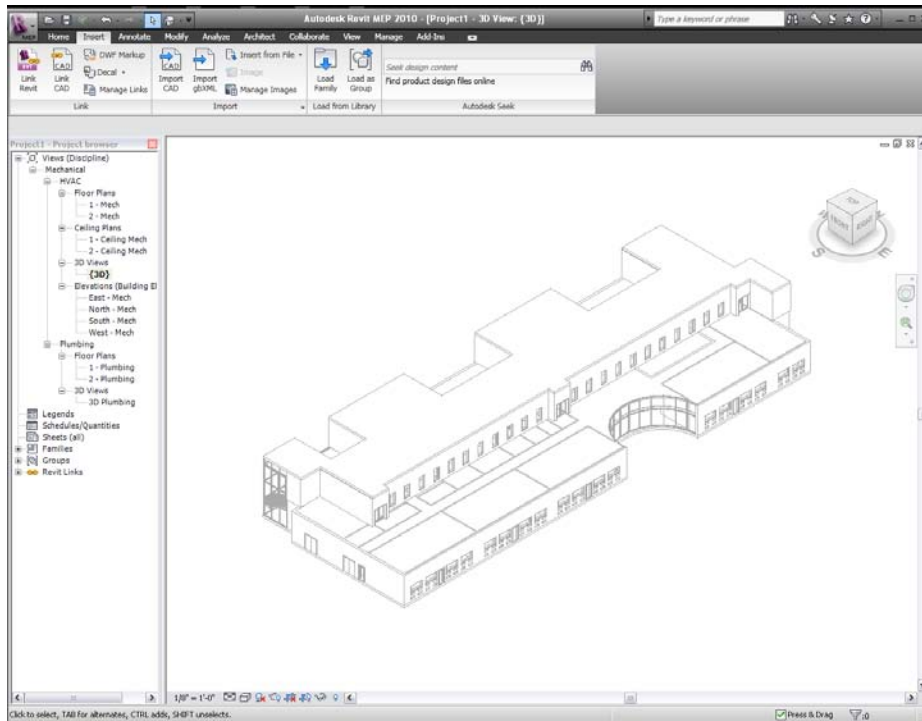 Autodesk Revit MEP 2010 - [Project1 - 3D View: {3D}]
Type a keyword or phrase
MEP
Home Insert Annotate Modify Analyze Architect Collaborate View Manage Add-Ins
Link Revit
Link CAD
DWF Markup
Decal
Manage Links
Import CAD
Import gbXML
Insert from File
Image
Manage Images
Load Family
Load as Group
Seek design content
Find product design files online
Link
Import
Load from Library
Autodesk Seek
Project1 - Project browser
Views (Discipline)
Mechanical
HVAC
Floor Plans
1 - Mech
2 - Mech
Ceiling Plans
1 - Ceiling Mech
2 - Ceiling Mech
3D Views
{3D}
Elevations (Building E
East - Mech
North - Mech
South - Mech
West - Mech
Plumbing
Floor Plans
1 - Plumbing
2 - Plumbing
3D Views
3D Plumbing
Legends
Schedules/Quantities
Sheets (all)
Families
Groups
Revit Links
TOP
FRONT
RIGHT
S
E
1/8" = 1'-0"
Click to select, TAB for alternates, CTRL adds, SHIFT unselects.
Press & Drag
:0